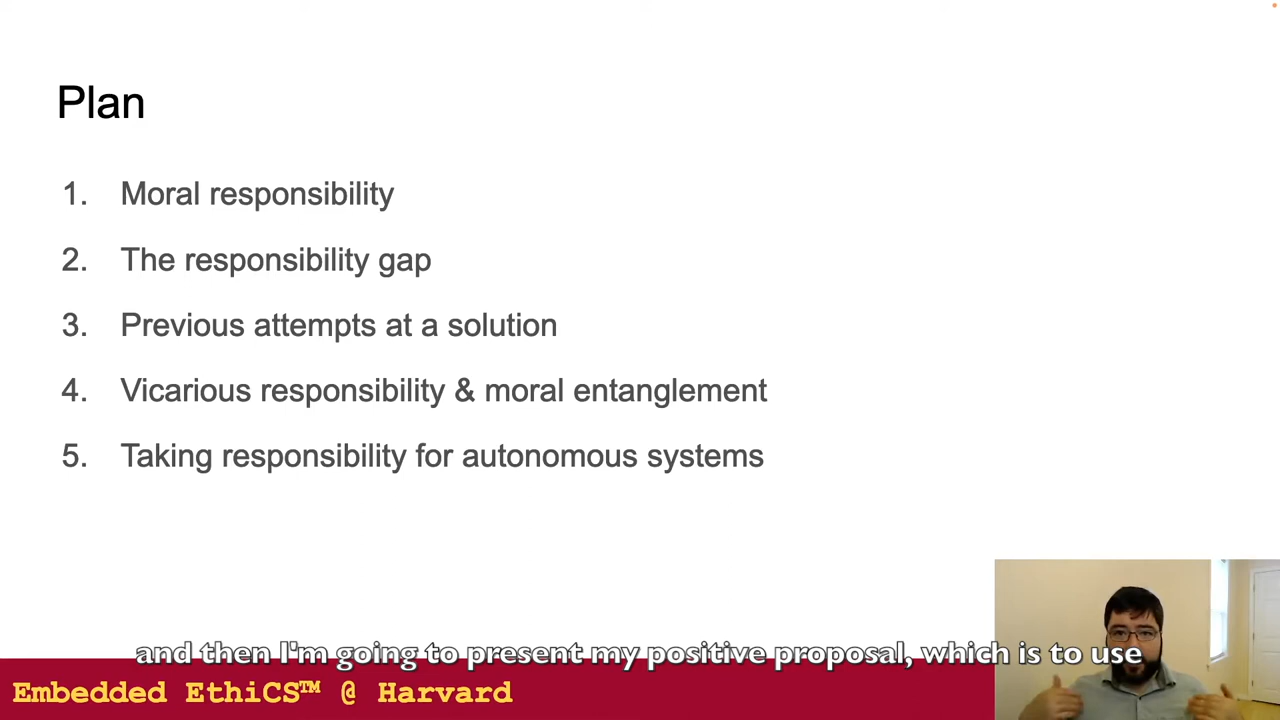 Plan
1. Moral responsibility
2. The responsibility gap
3. Previous attempts at a solution
4. Vicarious responsibility & moral entanglement
5. Taking responsibility for autonomous systems
and then I'm going to present my positive proposal, which is to use
Embedded EthiCS™ @ Harvard